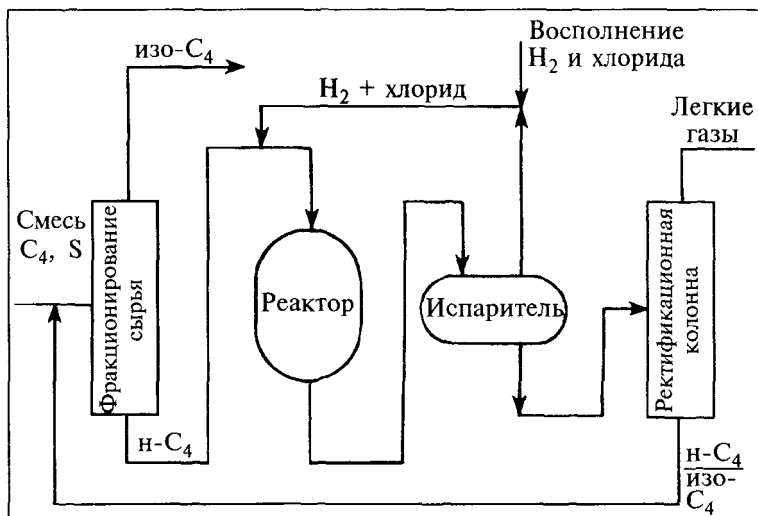 изо-C₄
Восполнение
H₂ и хлорида
H₂ + хлорид
Легкие
газы
Смесь
C₄, S
Фракционирование
сырья
Реактор
Испаритель
Ректификационная
колонна
н-C₄
н-C₄
изо-
C₄